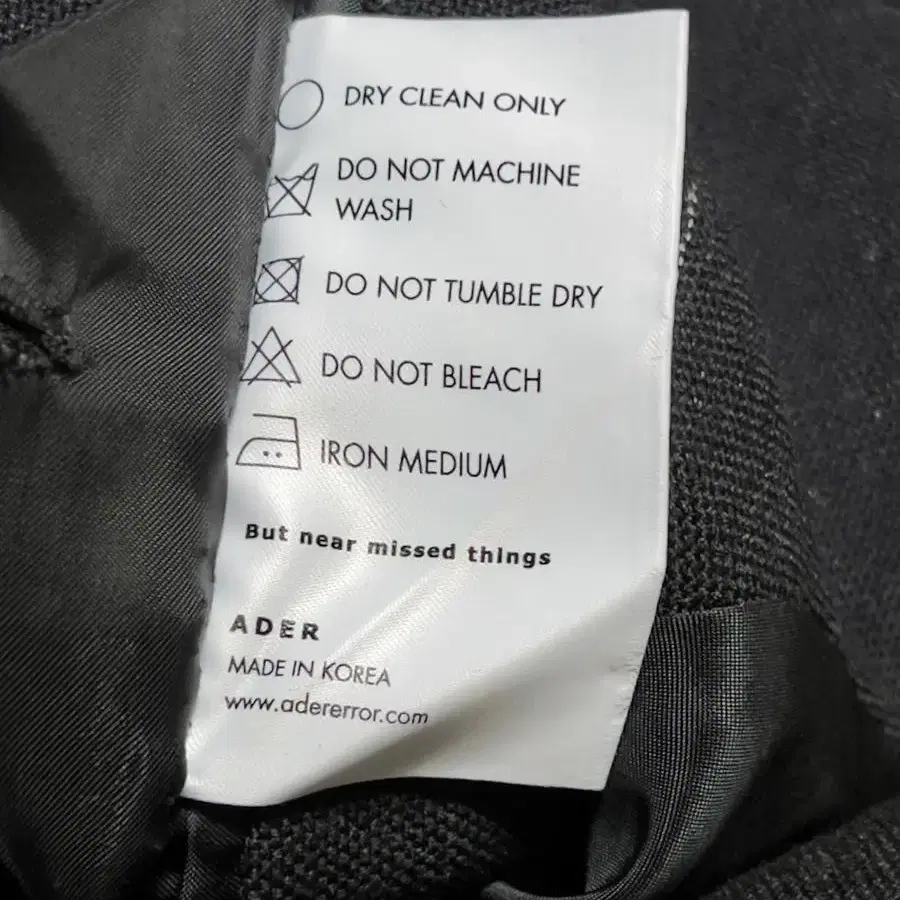 DRY CLEAN ONLY
DO NOT MACHINE
WASH
DO NOT TUMBLE DRY
DO NOT BLEACH
IRON MEDIUM
But near missed things
ADER
MADE IN KOREA
www.adererror.com